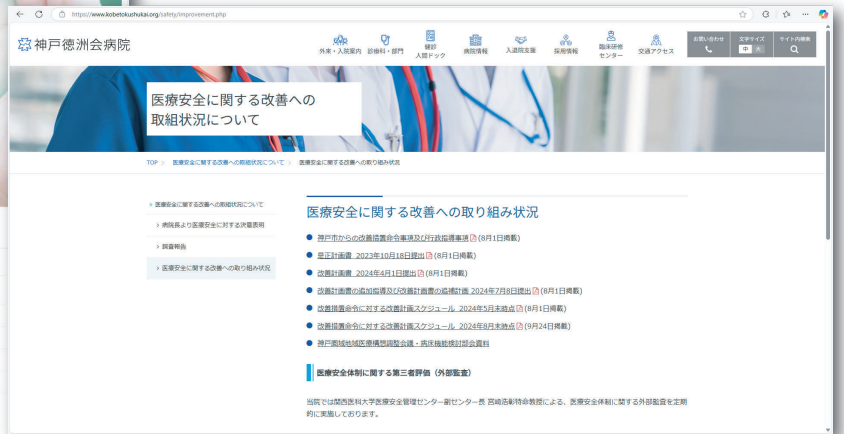 https://www.kobetokushukai.org/safety/improvement.php
神戸徳洲会病院
外来・入院案内
診療科・部門
健診
人間ドック
病院情報
入退院支援
採用情報
臨床研修
センター
交通アクセス
お問い合わせ
文字サイズ
中 大
サイト内検索
医療安全に関する改善への
取組状況について
TOP > 医療安全に関する改善への取組状況について > 医療安全に関する改善への取り組み状況
> 医療安全に関する改善への取組状況について
> 病院長より医療安全に対する決意表明
> 調査報告
> 医療安全に関する改善への取り組み状況
医療安全に関する改善への取り組み状況
● 神戸市からの改善措置命令事項及び行政指導事項 (8月1日掲載)
● 是正計画書 2023年10月18日提出 (8月1日掲載)
● 改善計画書 2024年4月1日提出 (8月1日掲載)
● 改善計画書の追加指導及び改善計画書の追補計画 2024年7月8日提出 (8月1日掲載)
● 改善措置命令に対する改善計画スケジュール 2024年5月末時点 (8月1日掲載)
● 改善措置命令に対する改善計画スケジュール 2024年8月末時点 (9月24日掲載)
● 神戸圏域地域医療構想調整会議・病床機能検討部会資料
医療安全体制に関する第三者評価（外部監査）
当院では関西医科大学医療安全管理センター副センター長 宮崎浩彰特命教授による、医療安全体制に関する外部監査を定期
的に実施しております。